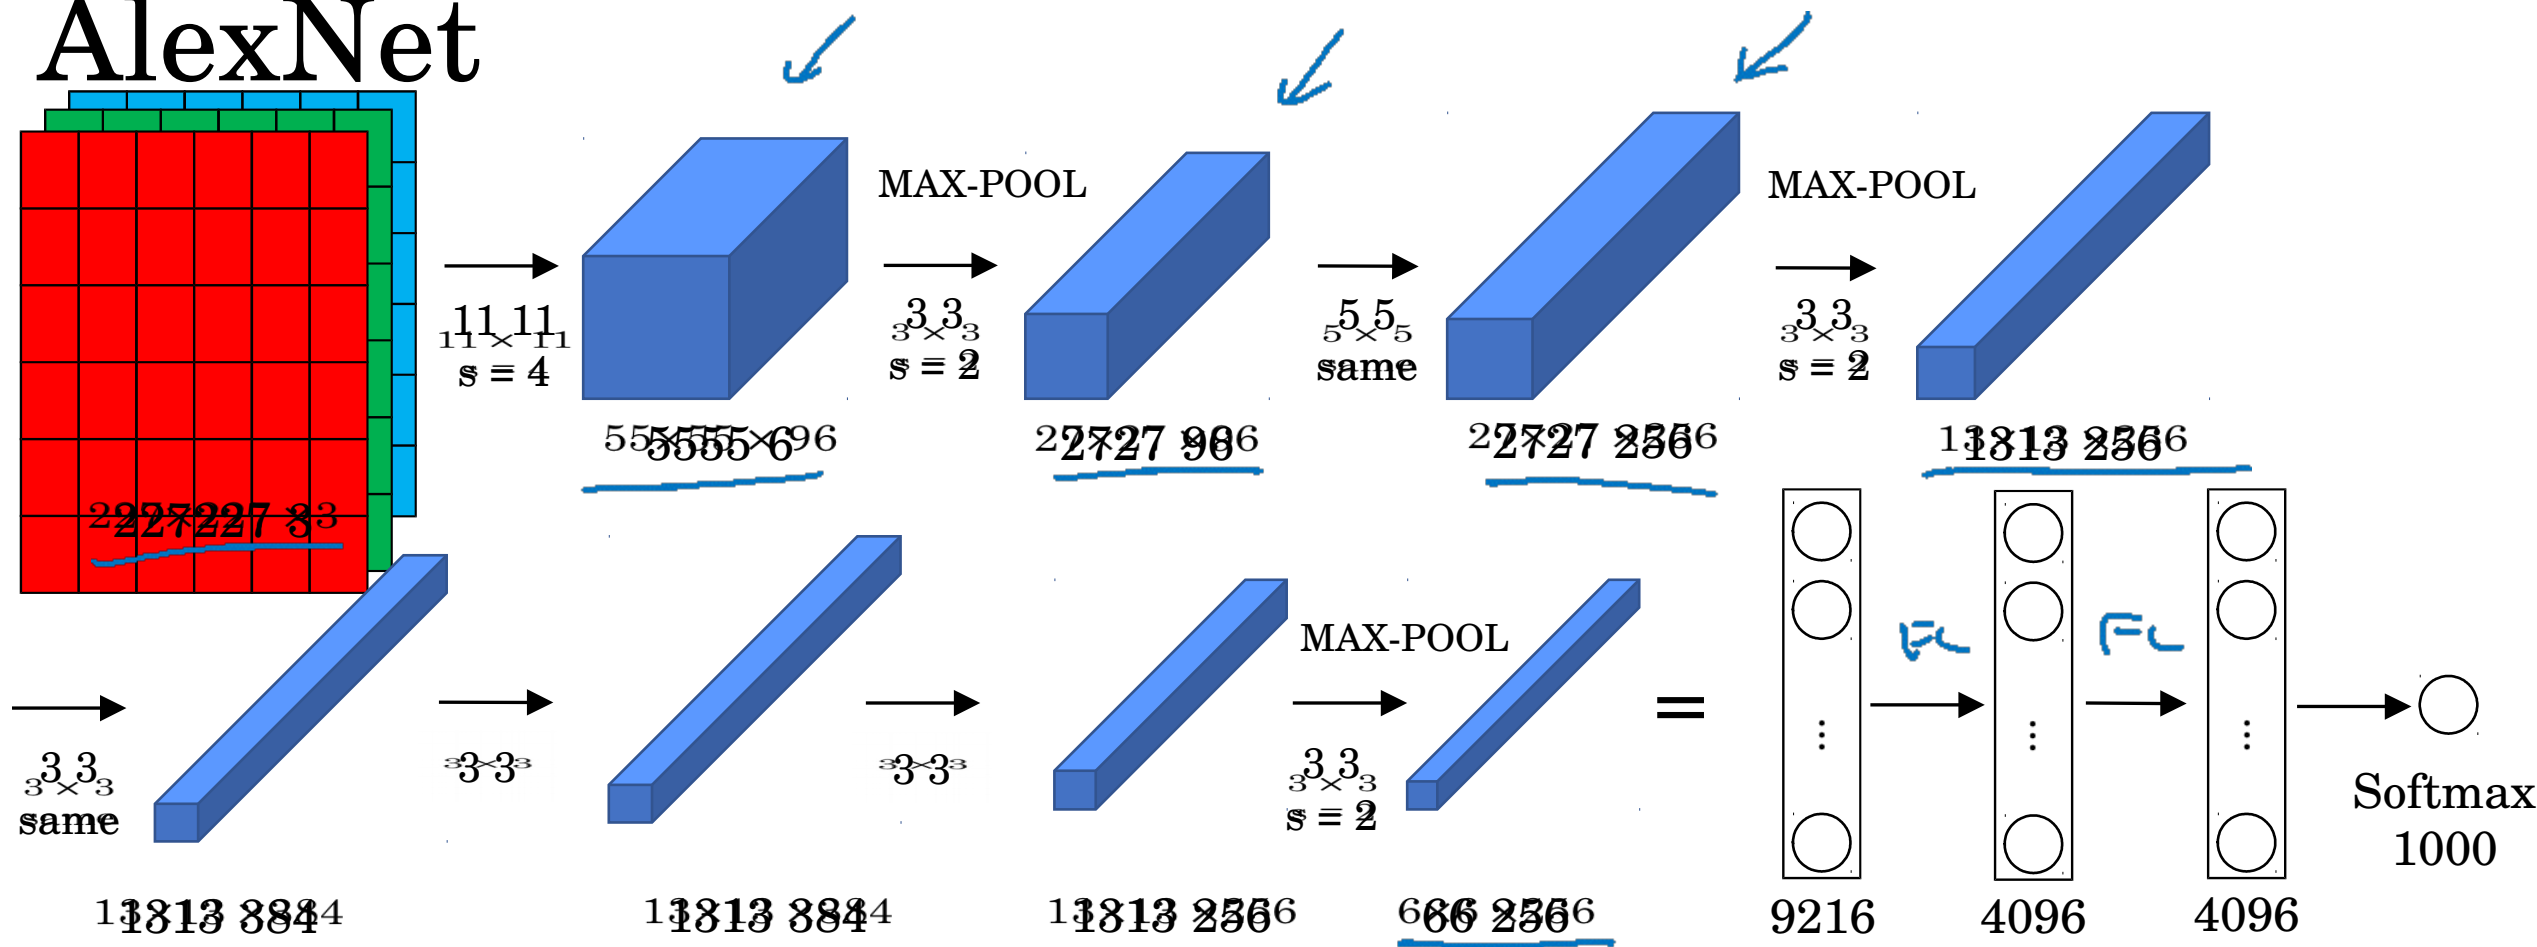 AlexNet
MAX-POOL
MAX-POOL
11 × 11
s = 4
3 × 3
s = 2
5 × 5
same
3 × 3
s = 2
55×55 × 96
27×27 ×96
27×27 ×256
13×13 ×256
227×227 ×3
FC
FC
MAX-POOL
3 × 3
same
3×3
3×3
3 × 3
s = 2
=
...
...
...
Softmax
1000
13×13 ×384
13×13 ×384
13×13 ×256
6×6 ×256
9216
4096
4096